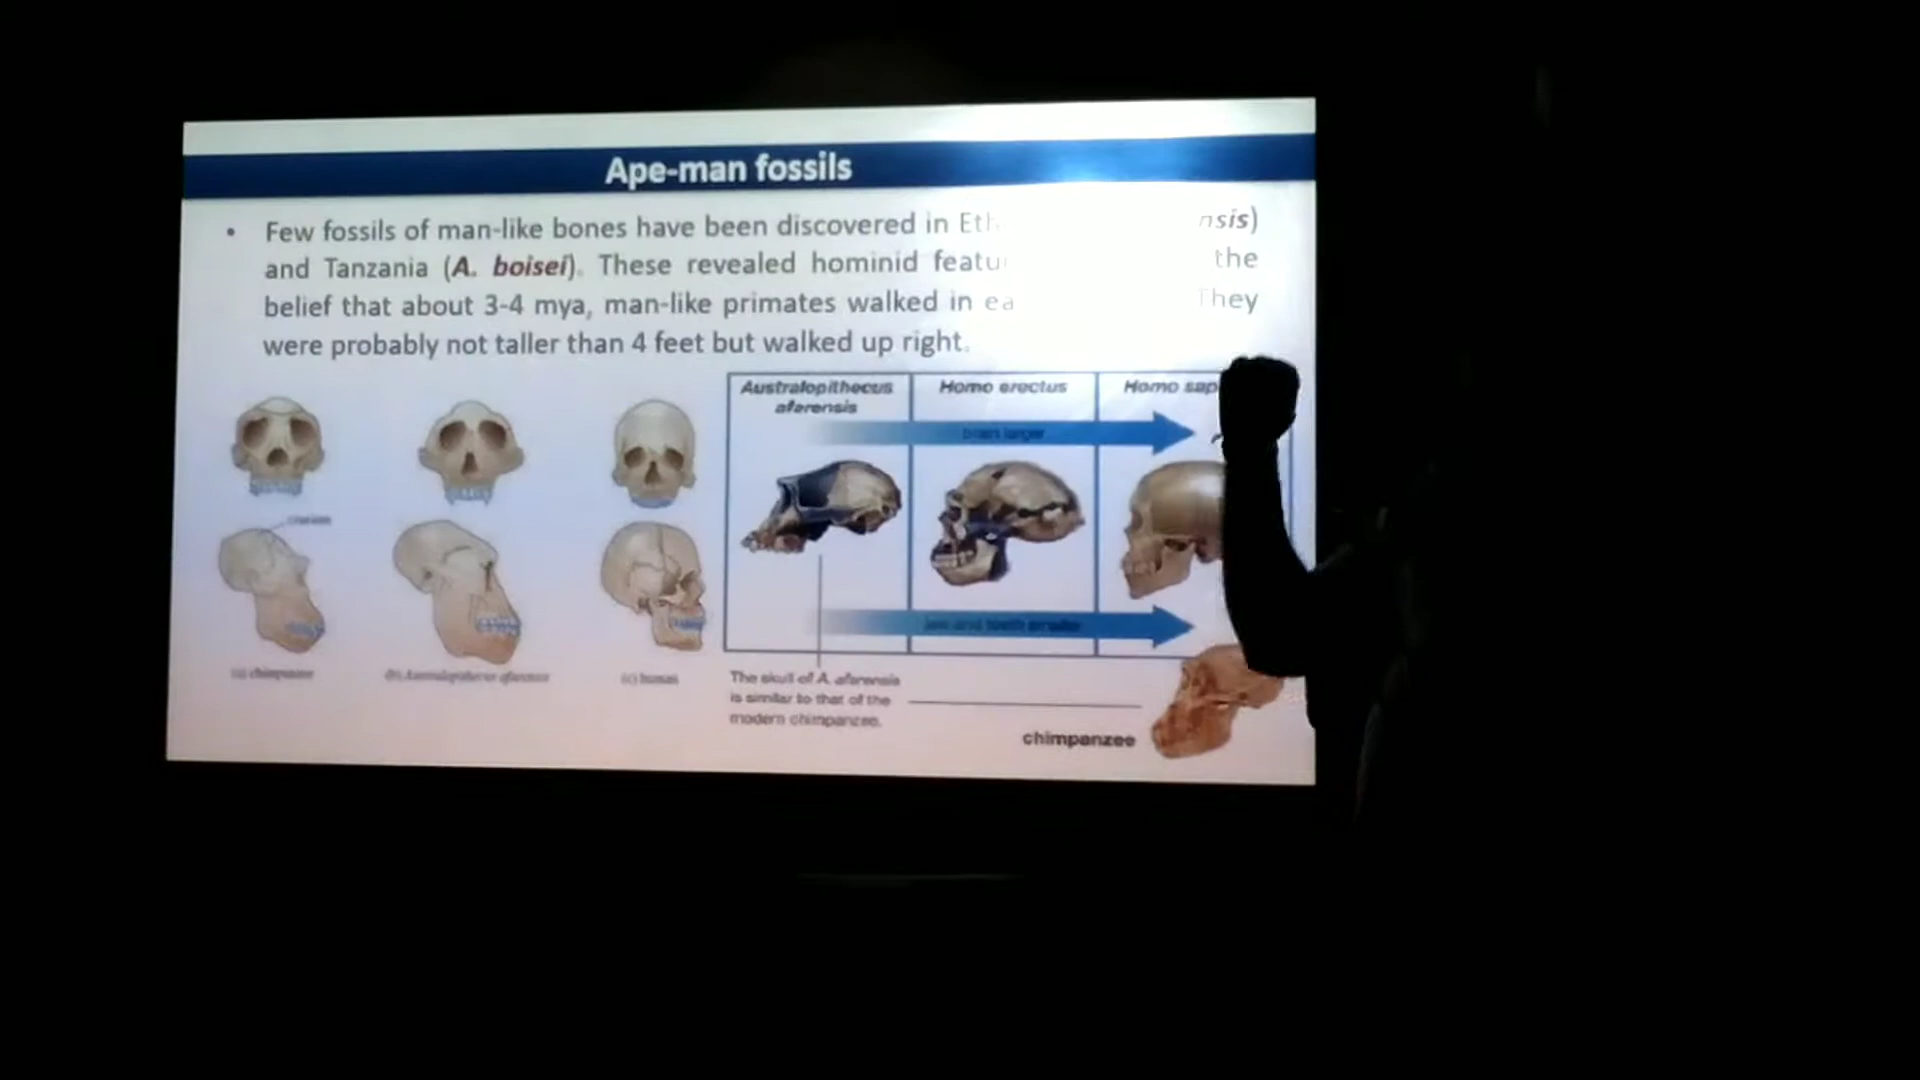 Ape-man fossils
• Few fossils of man-like bones have been discovered in Eth nsis)
and Tanzania (A. boisei). These revealed hominid featu the
belief that about 3-4 mya, man-like primates walked in ea They
were probably not taller than 4 feet but walked up right.
Australopithecus afarensis
Homo erectus
Homo sap
brain larger
cranium
jaw and teeth smaller
(a) chimpanzee
(b) Australopithecus afarensis
(c) human
The skull of A. afarensis
is similar to that of the
modern chimpanzee.
chimpanzee